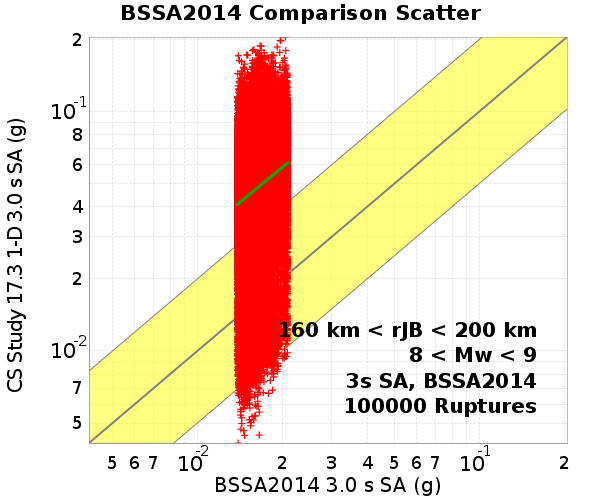 BSSA2014 Comparison Scatter
CS Study 17.3 1-D 3.0 s SA (g)
2
10^-1
8
6
4
3
2
10^-2
7
5
160 km < rJB < 200 km
8 < Mw < 9
3s SA, BSSA2014
100000 Ruptures
5 6 7 10^-2 2 3 4 5 6 7 10^-1 2
BSSA2014 3.0 s SA (g)